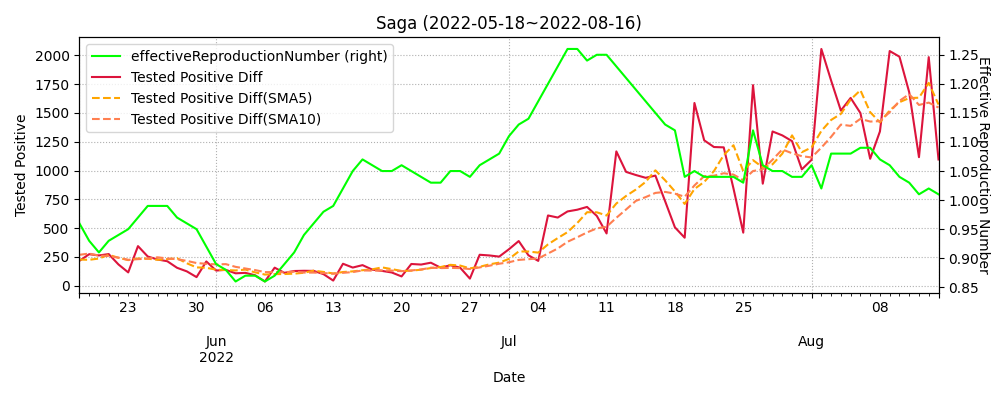 Saga (2022-05-18~2022-08-16)
effectiveReproductionNumber (right)
Tested Positive Diff
Tested Positive Diff(SMA5)
Tested Positive Diff(SMA10)
Tested Positive
2000
1750
1500
1250
1000
750
500
250
0
1.25
1.20
1.15
1.10
1.05
1.00
0.95
0.90
0.85
Effective Reproduction Number
23
30
06
13
20
27
04
11
18
25
08
Jun
2022
Jul
Aug
Date